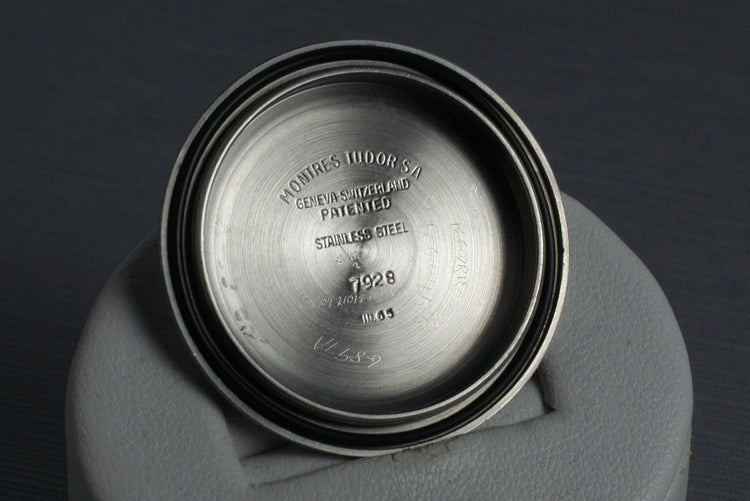 MONTRES TUDOR SA
GENEVA-SWITZERLAND
PATENTED
STAINLESS STEEL
7928
III.65